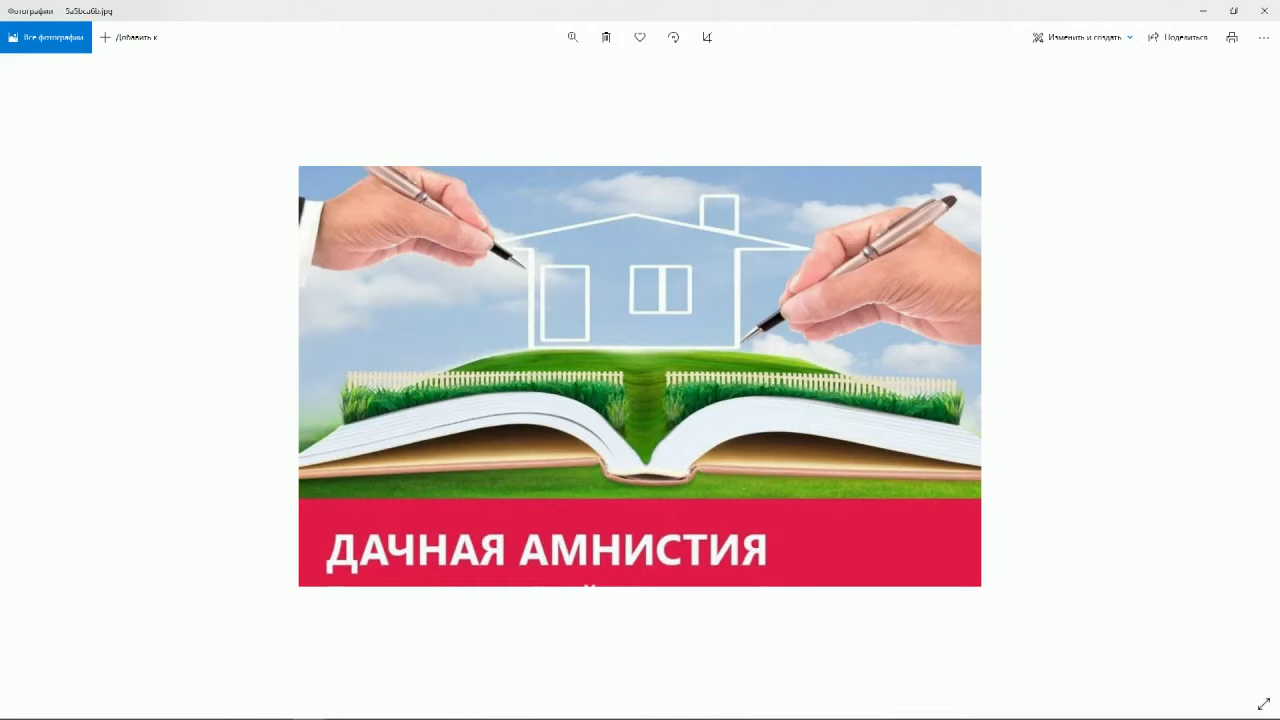 Фотографии - 5a5bca6b.jpg
Все фотографии
Добавить к
Изменить и создать
Поделиться
ДАЧНАЯ АМНИСТИЯ